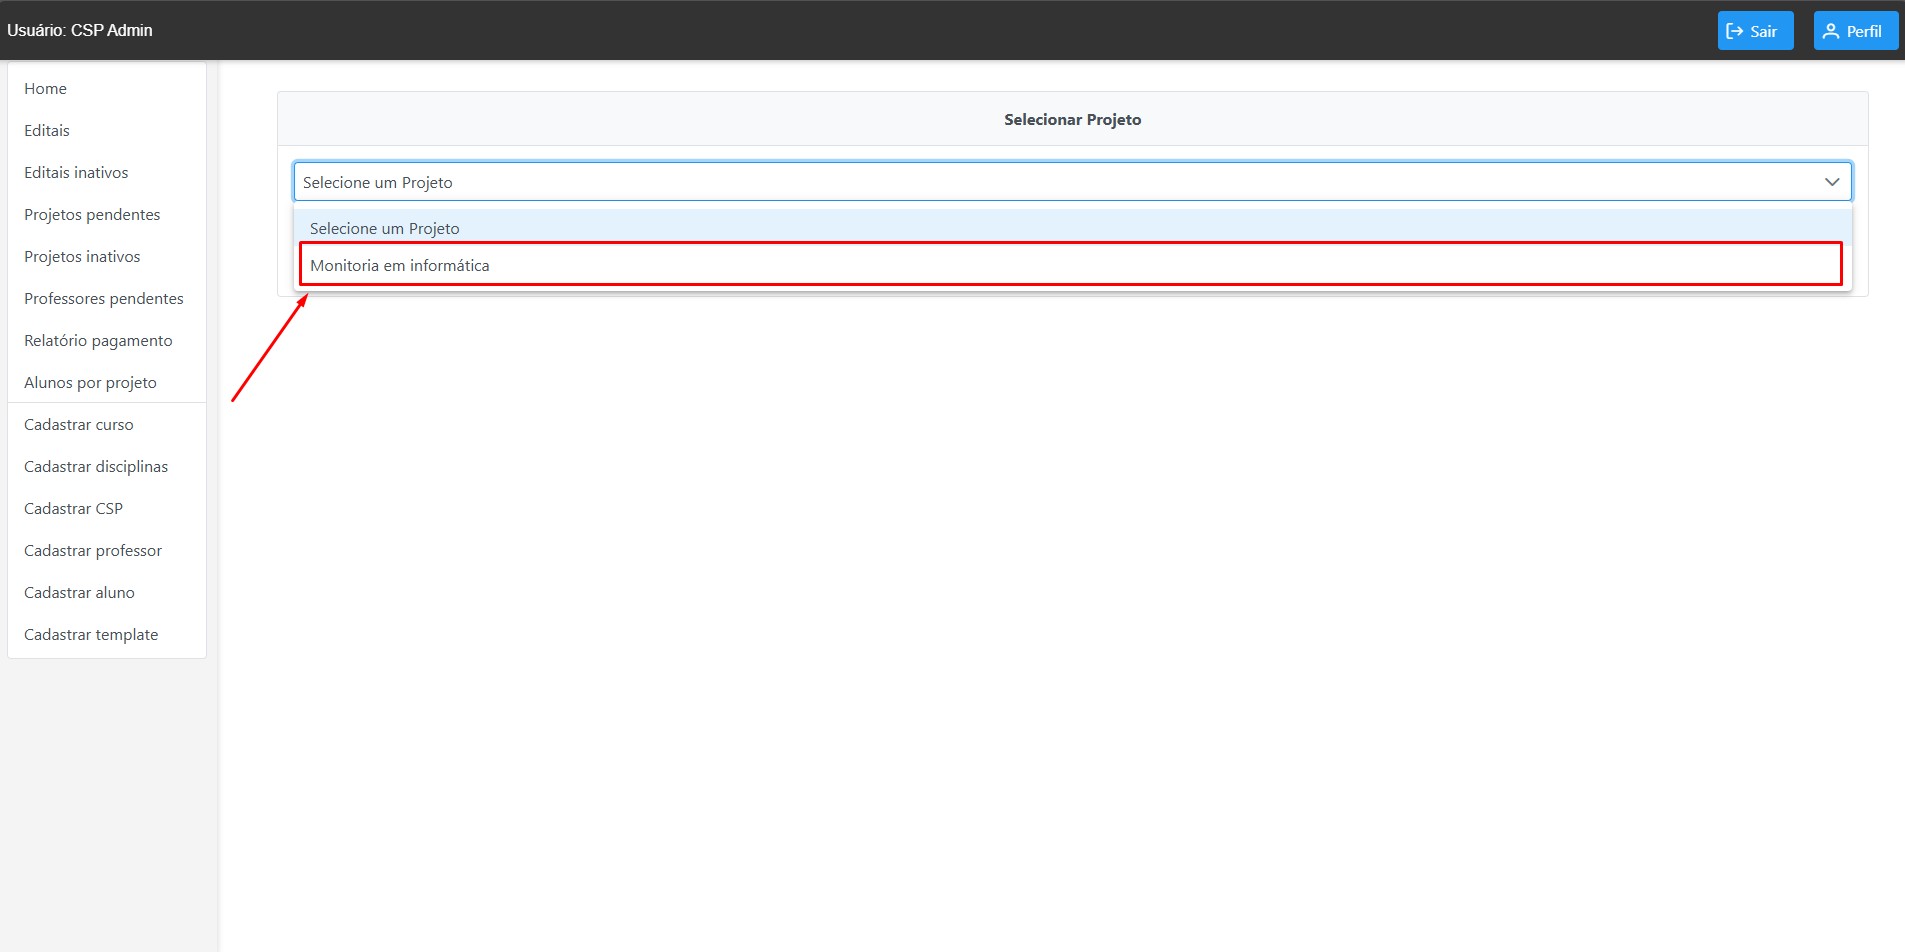 Usuário: CSP Admin
Sair
Perfil
Home
Editais
Editais inativos
Projetos pendentes
Projetos inativos
Professores pendentes
Relatório pagamento
Alunos por projeto
Cadastrar curso
Cadastrar disciplinas
Cadastrar CSP
Cadastrar professor
Cadastrar aluno
Cadastrar template
Selecionar Projeto
Selecione um Projeto
Selecione um Projeto
Monitoria em informática